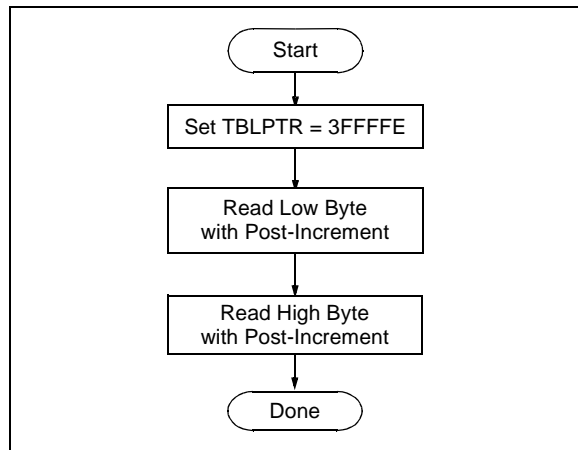 Start
Set TBLPTR = 3FFFFE
Read Low Byte
with Post-Increment
Read High Byte
with Post-Increment
Done